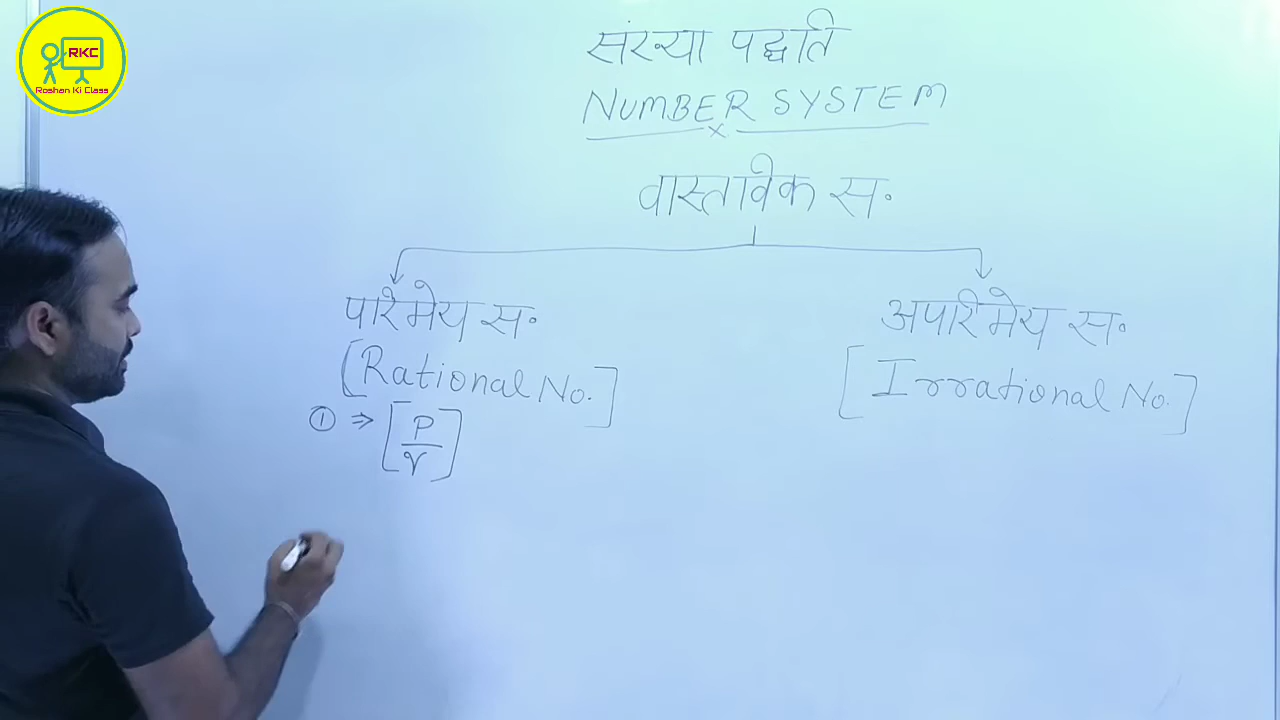 RKC
Roshan Ki Class
संख्या पद्धति
NUMBER SYSTEM
x
वास्तविक स॰
परिमेय स॰
अपरिमेय स॰
[Rational No.]
[Irrational No.]
① ⇒ [P/q]